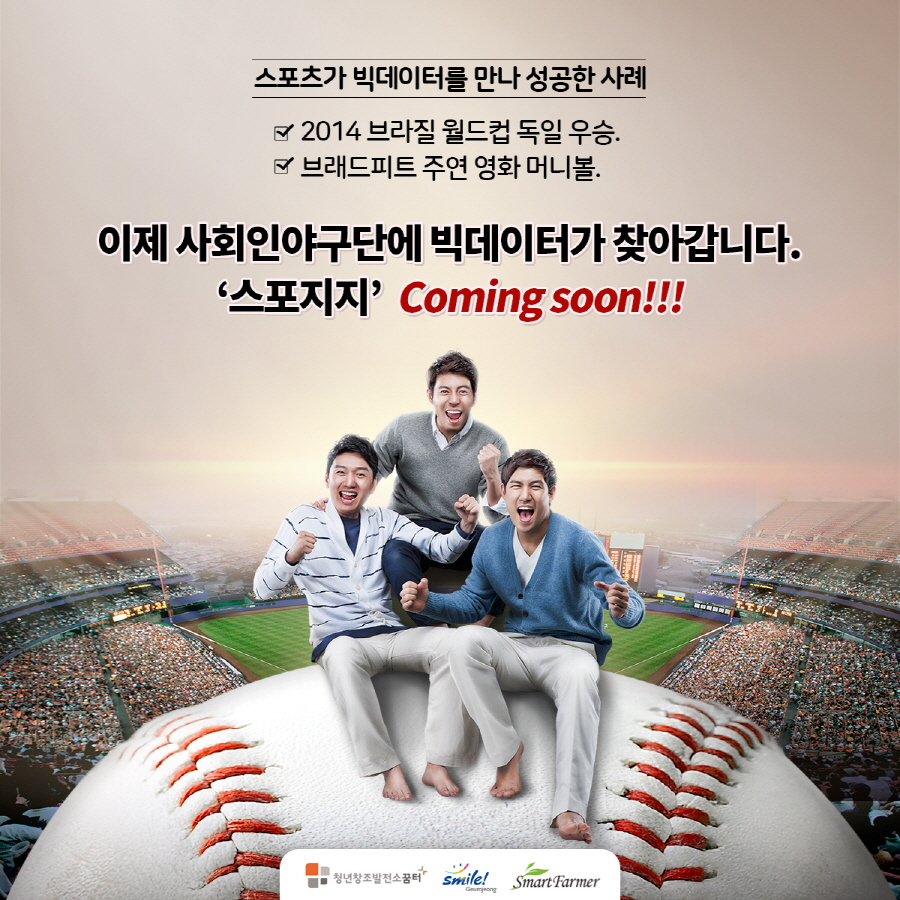 스포츠가 빅데이터를 만나 성공한 사례
2014 브라질 월드컵 독일 우승.
브래드피트 주연 영화 머니볼.
이제 사회인야구단에 빅데이터가 찾아갑니다.
‘스포지지’ Coming soon!!!
청년창조발전소꿈터 smile! Geumjeong SmartFarmer